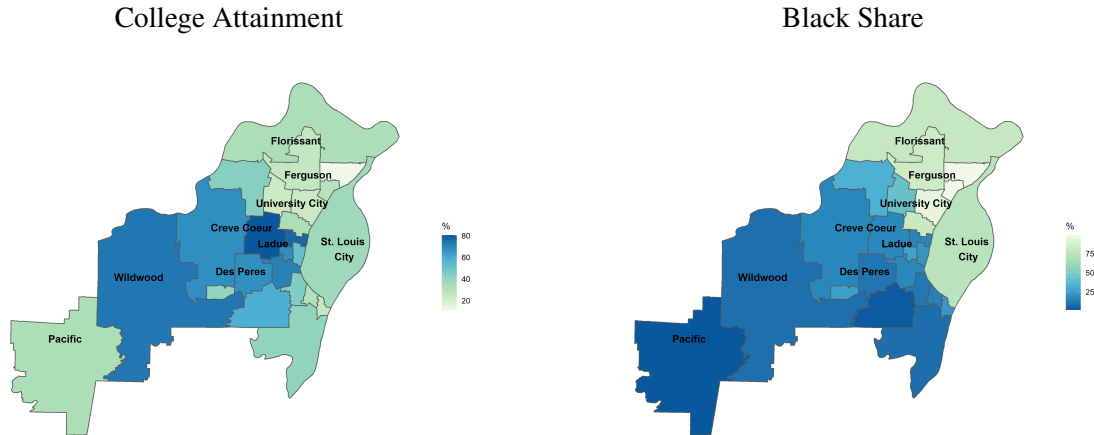 College Attainment
Florissant
Ferguson
University City
Creve Coeur
Ladue
St. Louis
City
Wildwood
Des Peres
Pacific
%
80
60
40
20
Black Share
Florissant
Ferguson
University City
Creve Coeur
Ladue
St. Louis
City
Wildwood
Des Peres
Pacific
%
75
50
25